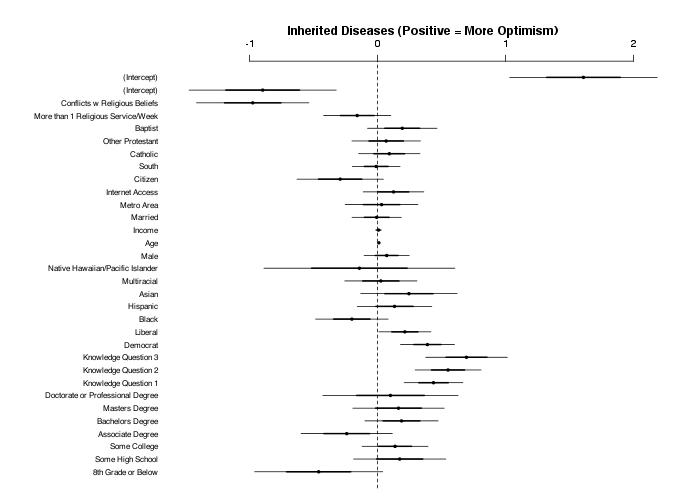 Inherited Diseases (Positive = More Optimism)
-1 0 1 2
(Intercept)
(Intercept)
Conflicts w Religious Beliefs
More than 1 Religious Service/Week
Baptist
Other Protestant
Catholic
South
Citizen
Internet Access
Metro Area
Married
Income
Age
Male
Native Hawaiian/Pacific Islander
Multiracial
Asian
Hispanic
Black
Liberal
Democrat
Knowledge Question 3
Knowledge Question 2
Knowledge Question 1
Doctorate or Professional Degree
Masters Degree
Bachelors Degree
Associate Degree
Some College
Some High School
8th Grade or Below